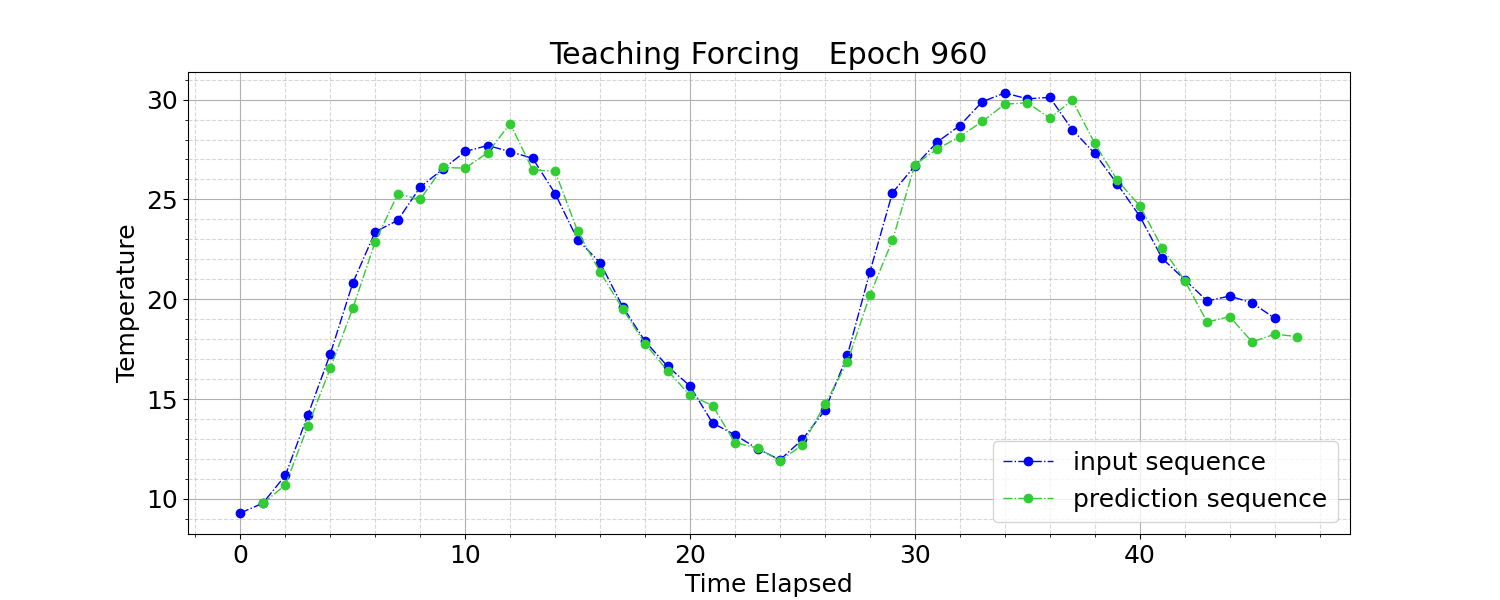 Teaching Forcing   Epoch 960
Temperature
30
25
20
15
10
input sequence
prediction sequence
0 10 20 30 40
Time Elapsed